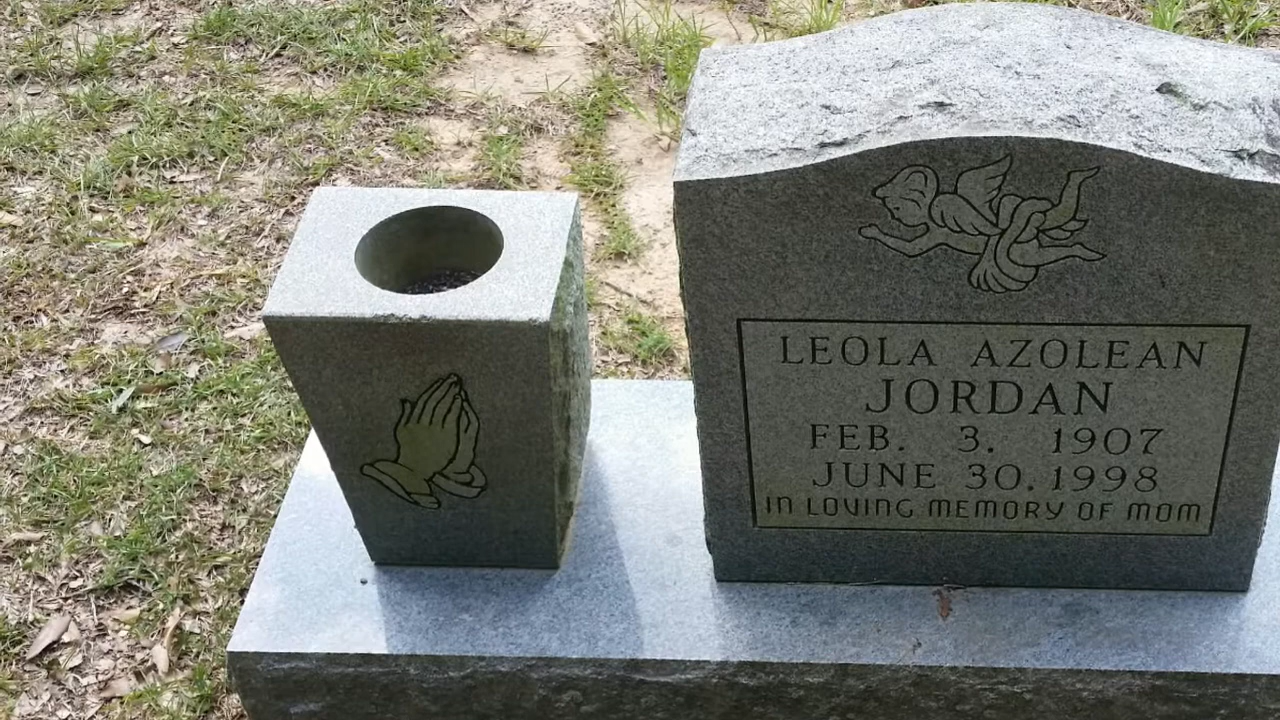 LEOLA AZOLEAN
JORDAN
FEB. 3. 1907
JUNE 30. 1998
IN LOVING MEMORY OF MOM